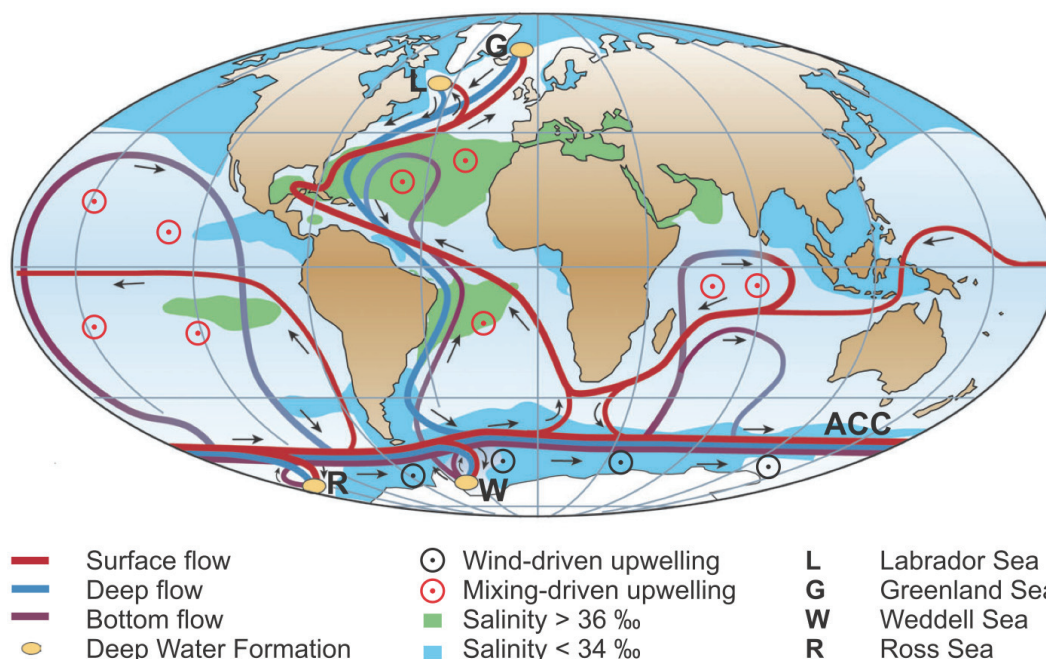 G
L
ACC
R
W
Surface flow
Deep flow
Bottom flow
Deep Water Formation
Wind-driven upwelling
Mixing-driven upwelling
Salinity > 36 ‰
Salinity < 34 ‰
L Labrador Sea
G Greenland Sea
W Weddell Sea
R Ross Sea